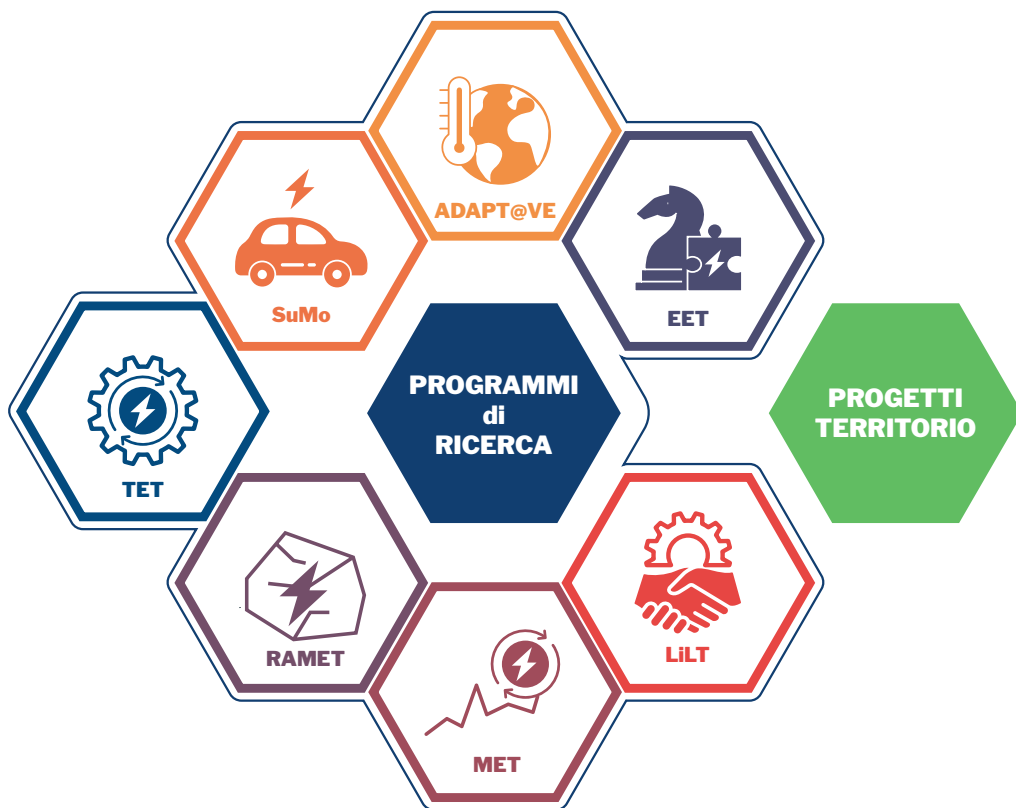 ADAPT@VE
SuMo
EET
PROGRAMMI
di
RICERCA
PROGETTI
TERRITORIO
TET
RAMET
LiLT
MET